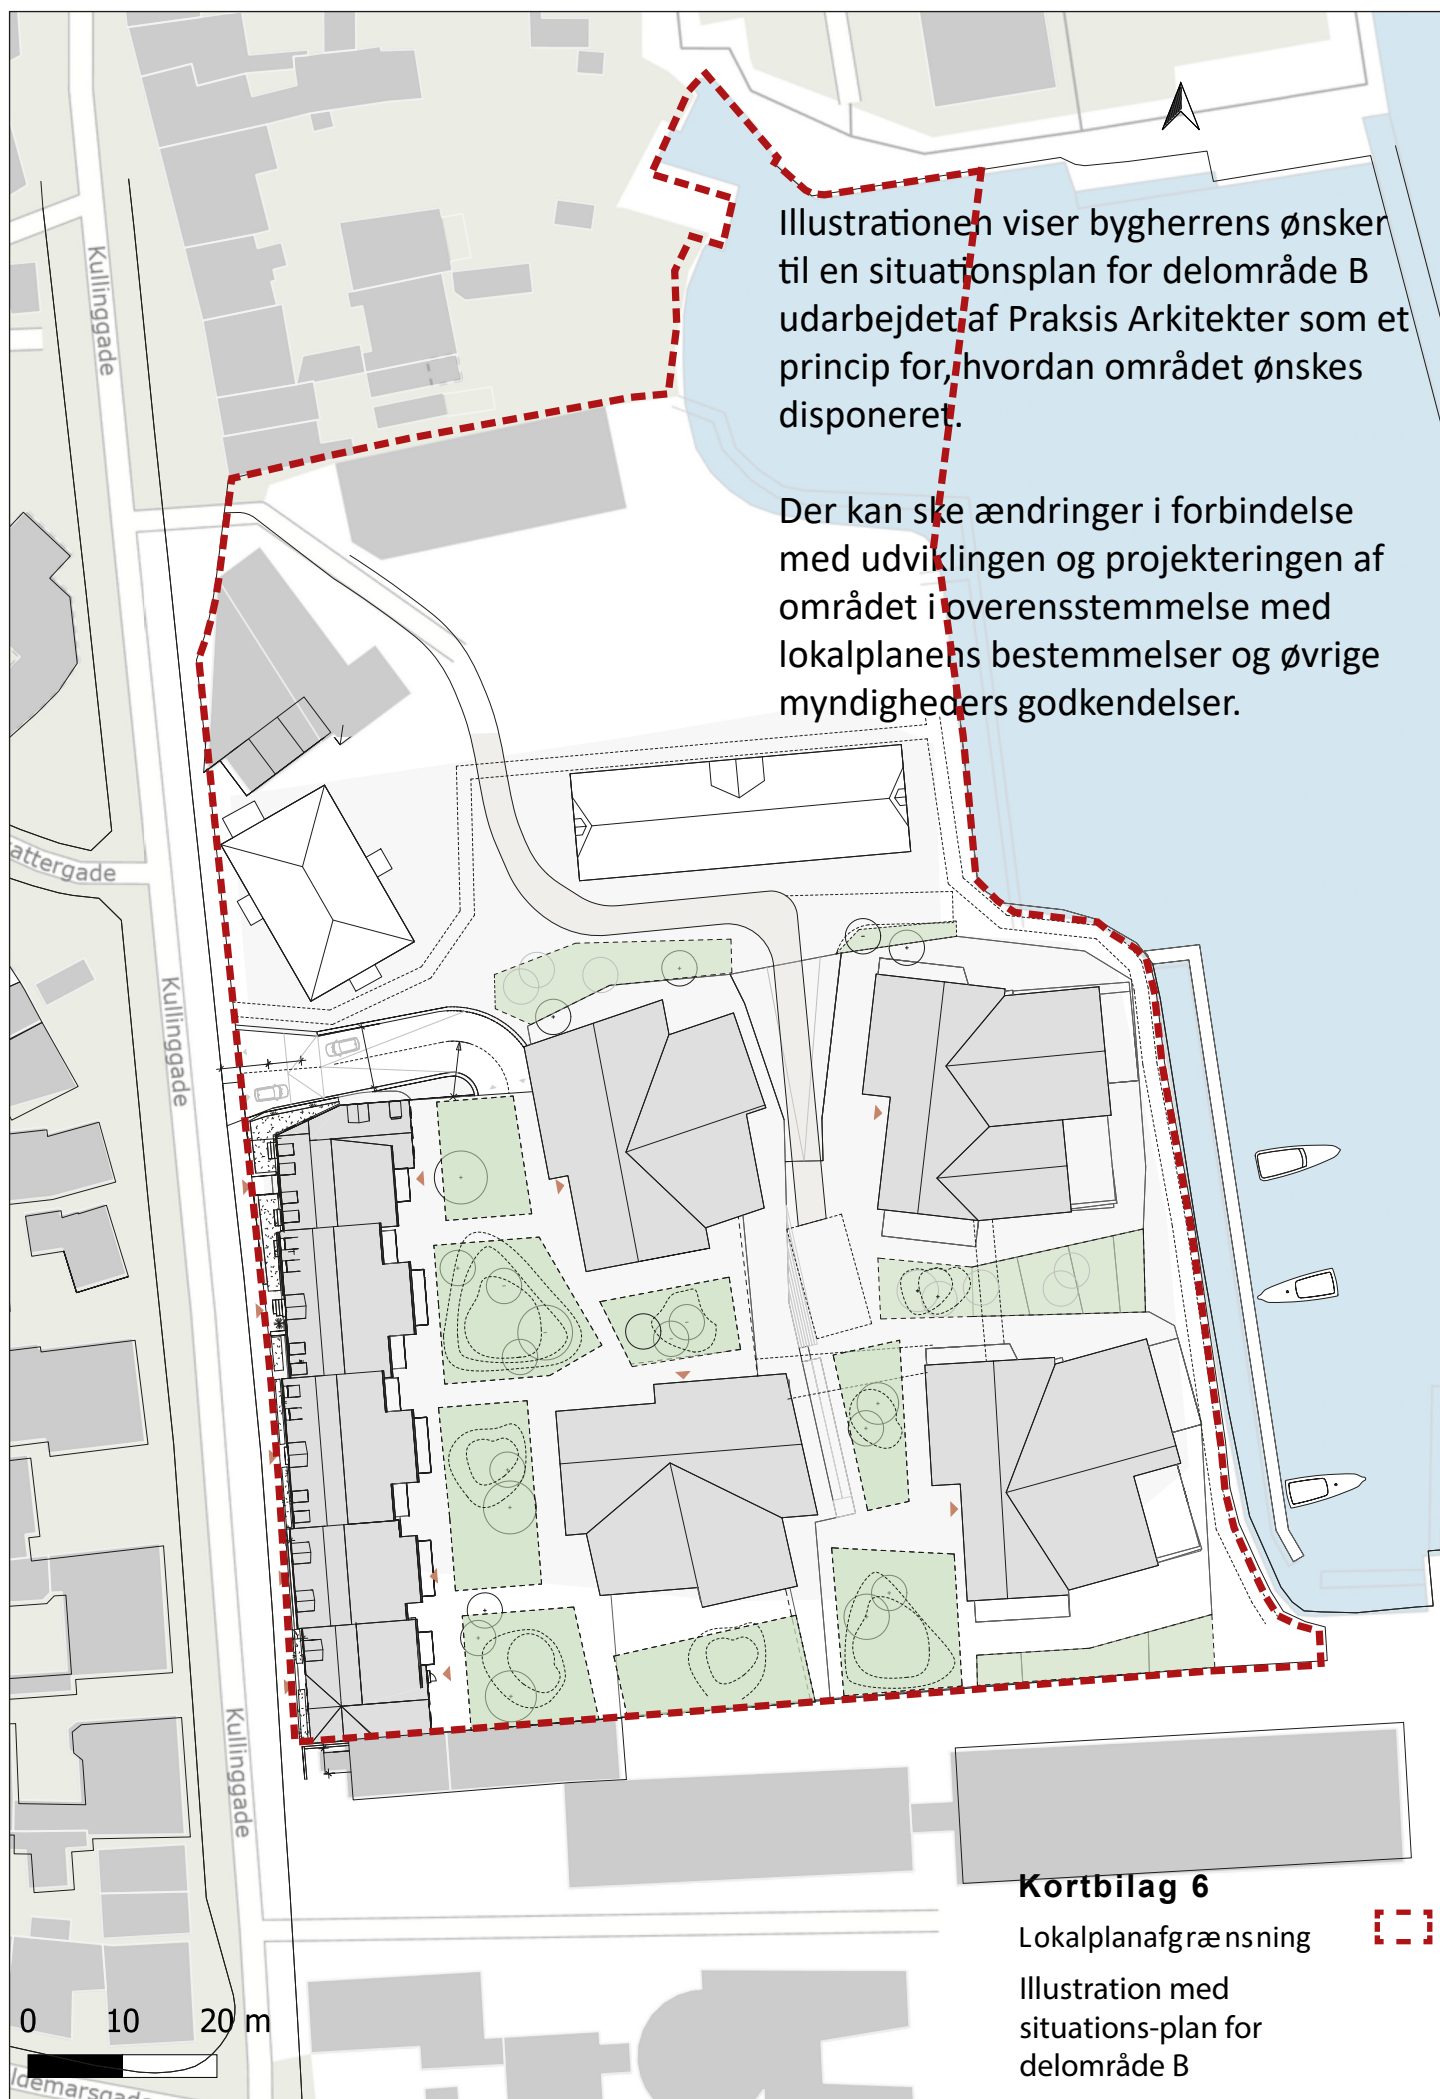 Illustrationen viser bygherrens ønsker
til en situationsplan for delområde B
udarbejdet af Praksis Arkitekter som et
princip for, hvordan området ønskes
disponeret.
Der kan ske ændringer i forbindelse
med udviklingen og projekteringen af
området i overensstemmelse med
lokalplanens bestemmelser og øvrige
myndigheders godkendelser.
Kullinggade
attergade
Kullinggade
Kullinggade
Kortbilag 6
Lokalplanafgrænsning
Illustration med
situations-plan for
delområde B
0 10 20 m
ldemarsgade